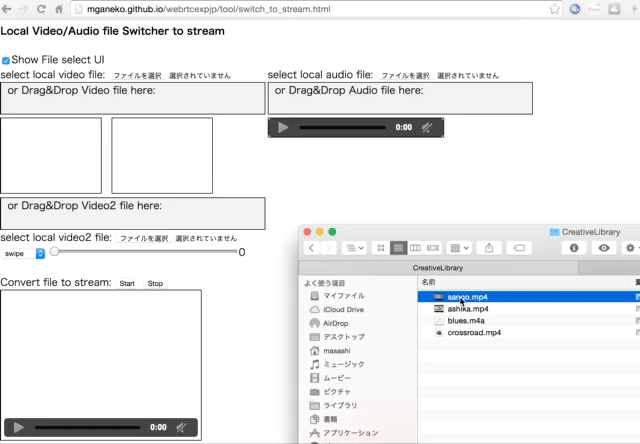 mganeko.github.io/webrtcexpjp/tool/switch_to_stream.html
Local Video/Audio file Switcher to stream
Show File select UI
select local video file: ファイルを選択 選択されていません
select local audio file: ファイルを選択 選択されていません
or Drag&Drop Video file here:
or Drag&Drop Audio file here:
0:00
or Drag&Drop Video2 file here:
select local video2 file: ファイルを選択 選択されていません
swipe
0
Convert file to stream: Start Stop
0:00
CreativeLibrary
CreativeLibrary
よく使う項目
マイファイル
iCloud Drive
AirDrop
デスクトップ
masashi
ミュージック
ムービー
ピクチャ
ライブラリ
書類
アプリケーション
名前
sango.mp4
ashika.mp4
blues.m4a
crossroad.mp4